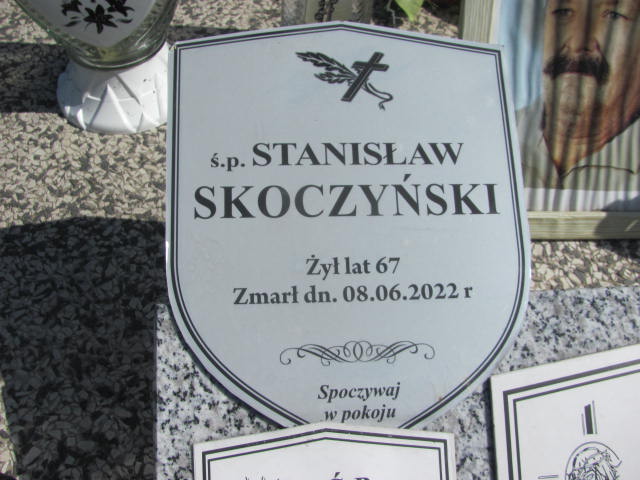 ś.p. STANISŁAW
SKOCZYŃSKI
Żył lat 67
Zmarł dn. 08.06.2022 r
Spoczywaj
w pokoju